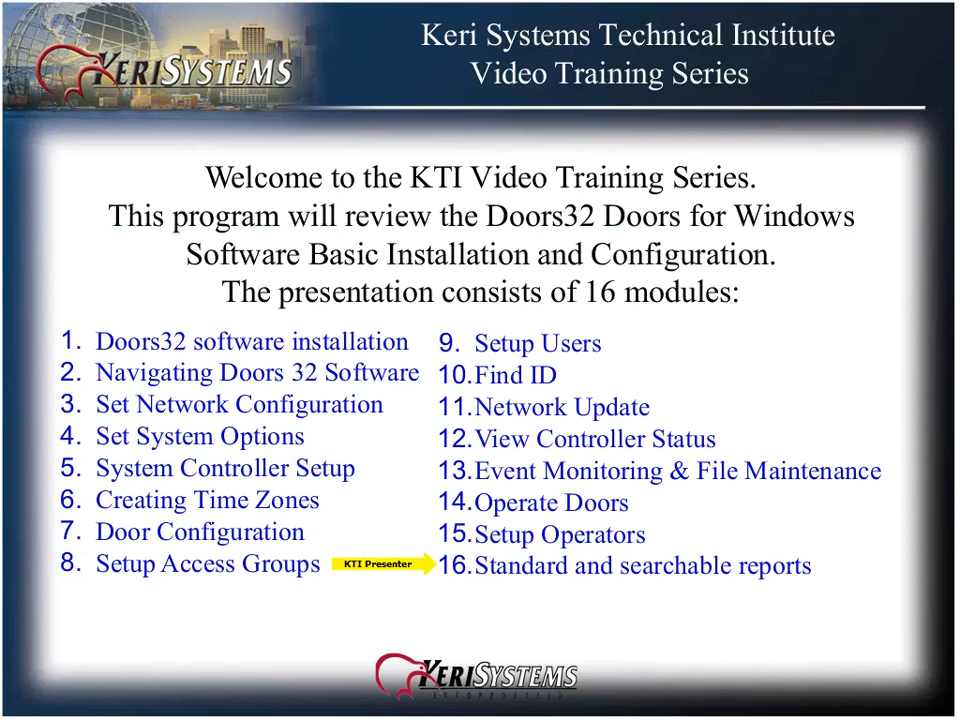 KERISYSTEMS
Keri Systems Technical Institute
Video Training Series
Welcome to the KTI Video Training Series.
This program will review the Doors32 Doors for Windows
Software Basic Installation and Configuration.
The presentation consists of 16 modules:
1. Doors32 software installation
2. Navigating Doors 32 Software
3. Set Network Configuration
4. Set System Options
5. System Controller Setup
6. Creating Time Zones
7. Door Configuration
8. Setup Access Groups
KTI Presenter
9. Setup Users
10. Find ID
11. Network Update
12. View Controller Status
13. Event Monitoring & File Maintenance
14. Operate Doors
15. Setup Operators
16. Standard and searchable reports
KERISYSTEMS
INCORPORATED